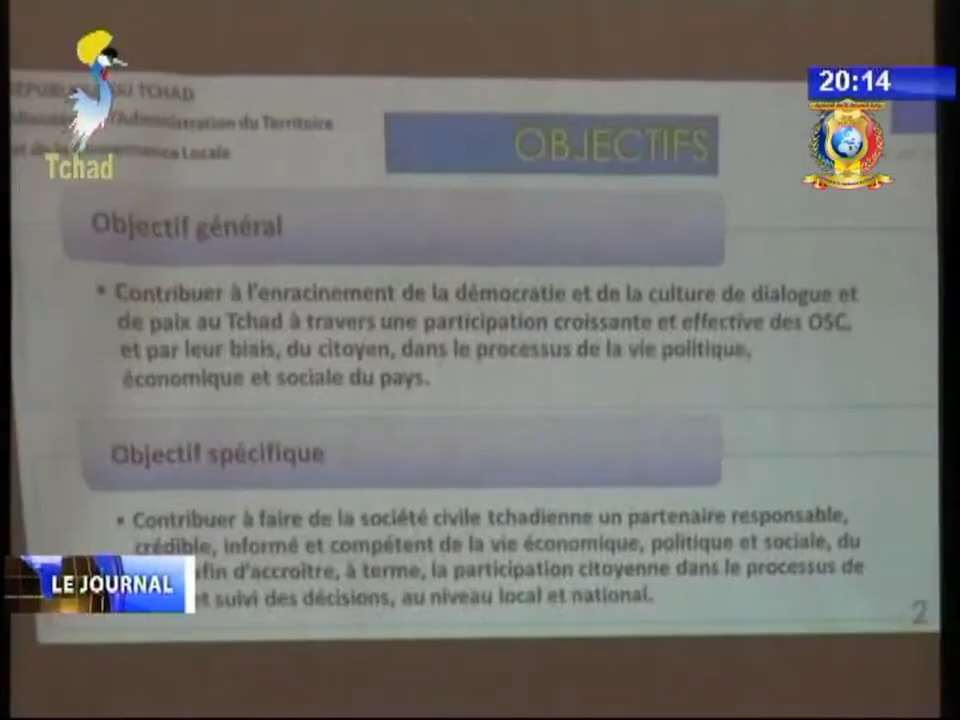 20:14
Tchad
DU TCHAD
d'Administration du Territoire
Locale
OBJECTIFS
Objectif général
• Contribuer à l'enracinement de la démocratie et de la culture de dialogue et
de paix au Tchad à travers une participation croissante et effective des OSC,
et par leur biais, du citoyen, dans le processus de la vie politique,
économique et sociale du pays.
Objectif spécifique
• Contribuer à faire de la société civile tchadienne un partenaire responsable,
crédible, informé et compétent de la vie économique, politique et sociale, du
afin d'accroître, à terme, la participation citoyenne dans le processus de
et suivi des décisions, au niveau local et national.
LE JOURNAL
2